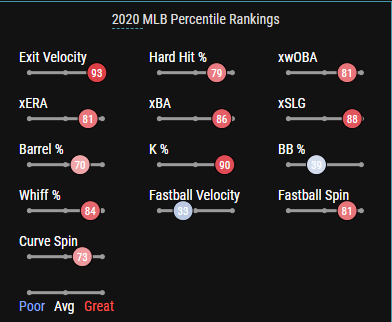 2020 MLB Percentile Rankings
Exit Velocity Hard Hit % xwOBA
93 79 81
xERA xBA xSLG
81 86 88
Barrel % K % BB %
70 90 39
Whiff % Fastball Velocity Fastball Spin
84 33 81
Curve Spin
73
Poor Avg Great